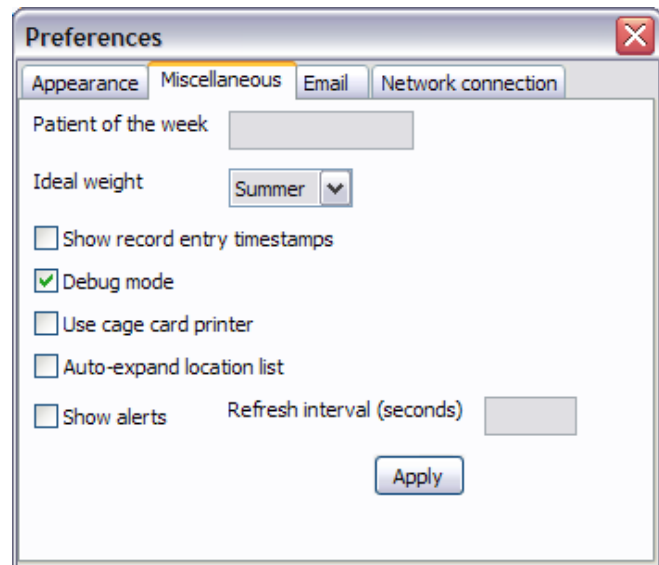 Preferences
Appearance Miscellaneous Email Network connection
Patient of the week
Ideal weight Summer
Show record entry timestamps
Debug mode
Use cage card printer
Auto-expand location list
Show alerts Refresh interval (seconds)
Apply